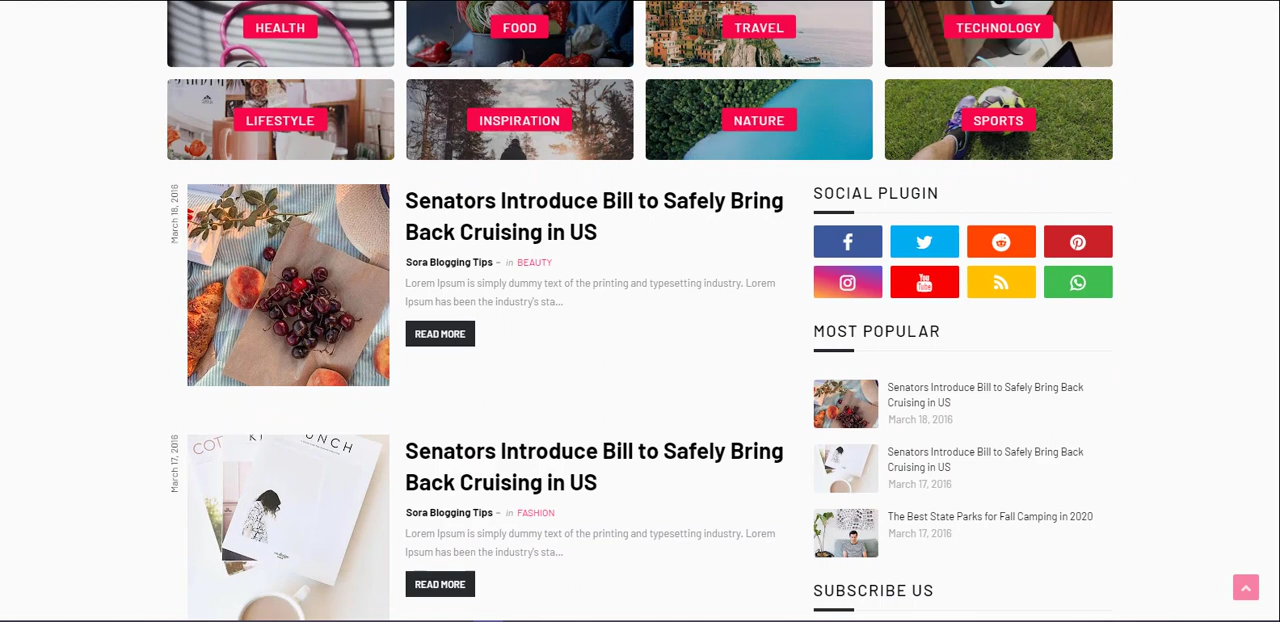 HEALTH
FOOD
TRAVEL
TECHNOLOGY
LIFESTYLE
INSPIRATION
NATURE
SPORTS
March 18, 2016
Senators Introduce Bill to Safely Bring
Back Cruising in US
Sora Blogging Tips - in BEAUTY
Lorem Ipsum is simply dummy text of the printing and typesetting industry. Lorem
Ipsum has been the industry's sta...
READ MORE
March 17, 2016
Senators Introduce Bill to Safely Bring
Back Cruising in US
Sora Blogging Tips - in FASHION
Lorem Ipsum is simply dummy text of the printing and typesetting industry. Lorem
Ipsum has been the industry's sta...
READ MORE
SOCIAL PLUGIN
You
Tube
MOST POPULAR
Senators Introduce Bill to Safely Bring Back
Cruising in US
March 18, 2016
Senators Introduce Bill to Safely Bring Back
Cruising in US
March 17, 2016
The Best State Parks for Fall Camping in 2020
March 17, 2016
SUBSCRIBE US